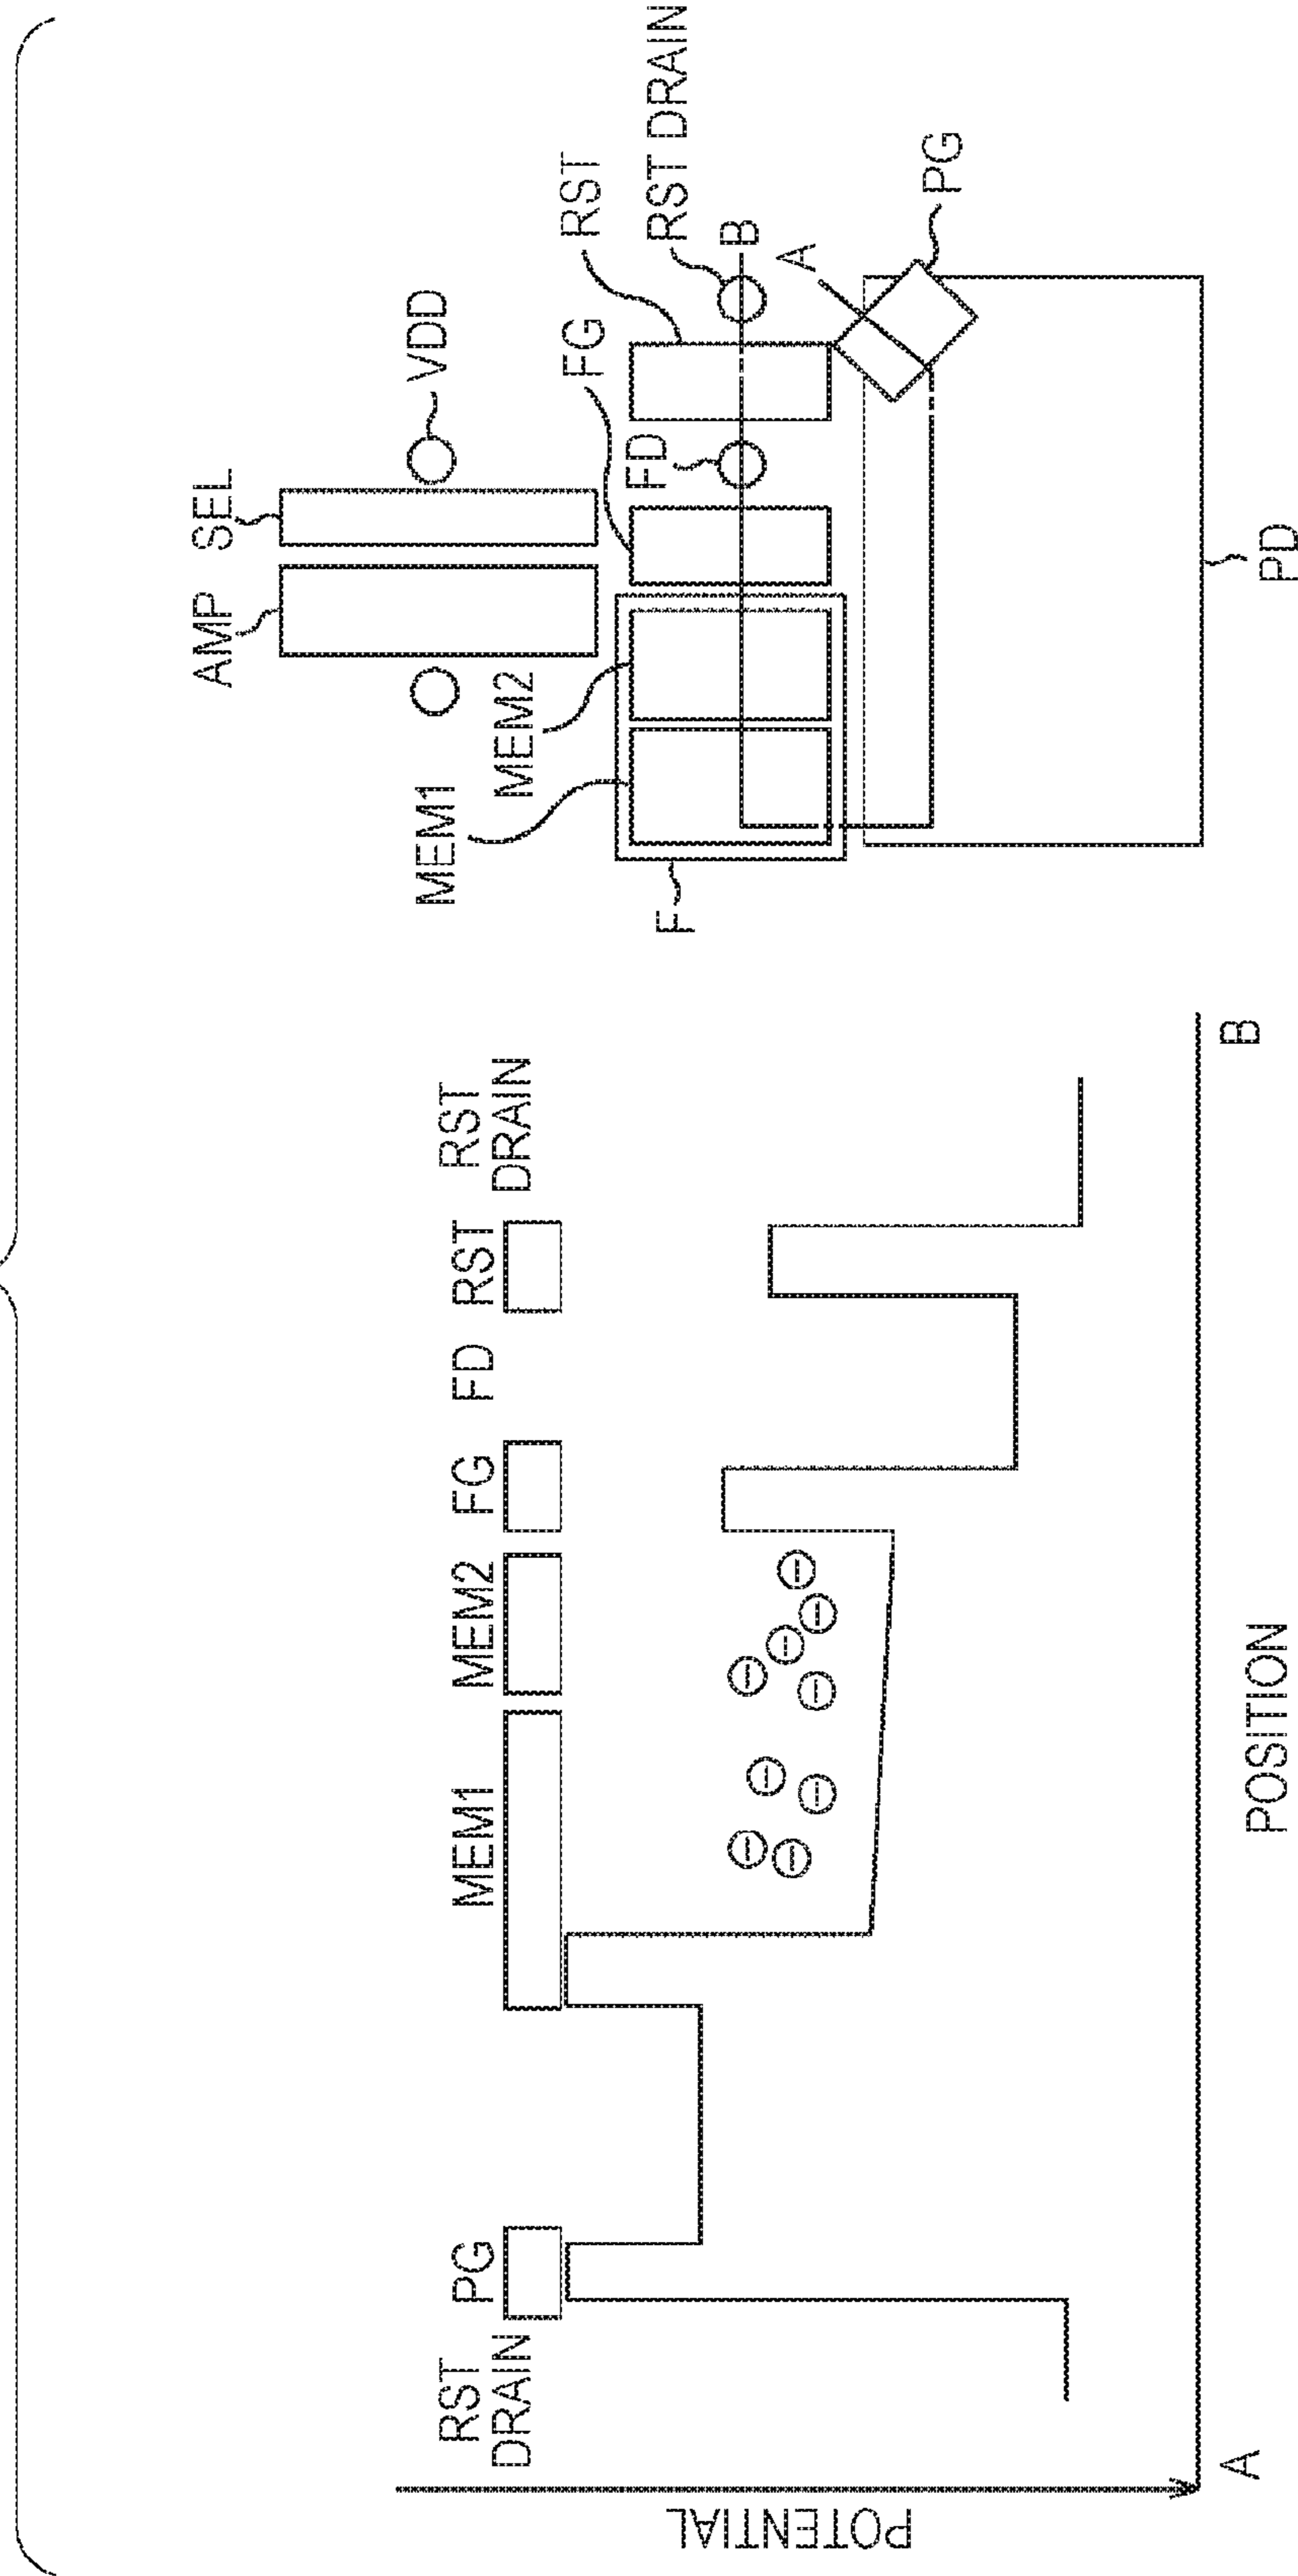 RST
DRAIN
PG
MEM1
MEM2
FG
FD
RST
RST
DRAIN
POTENTIAL
A
POSITION
B
AMP
SEL
VDD
MEM1
MEM2
FG
RST
RST DRAIN
FD
B
A
F
PG
PD